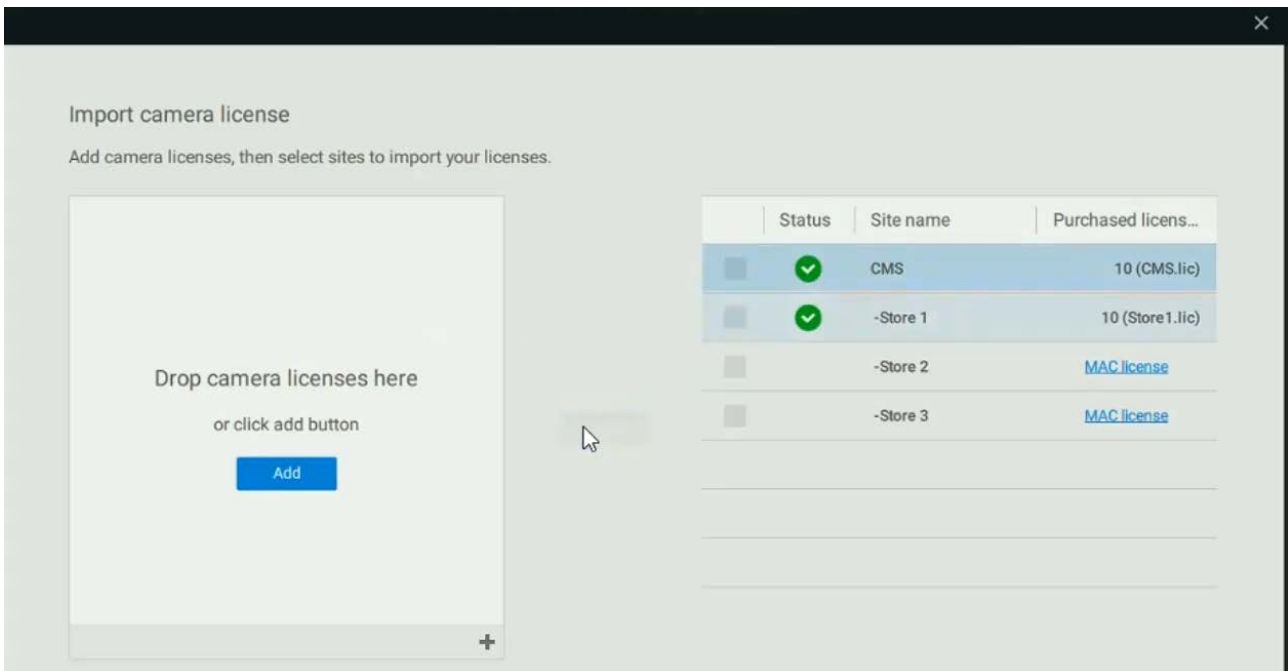 Import camera license
Add camera licenses, then select sites to import your licenses.
Drop camera licenses here
or click add button
Add
Status Site name Purchased licens...
CMS 10 (CMS.lic)
-Store 1 10 (Store1.lic)
-Store 2 MAC license
-Store 3 MAC license